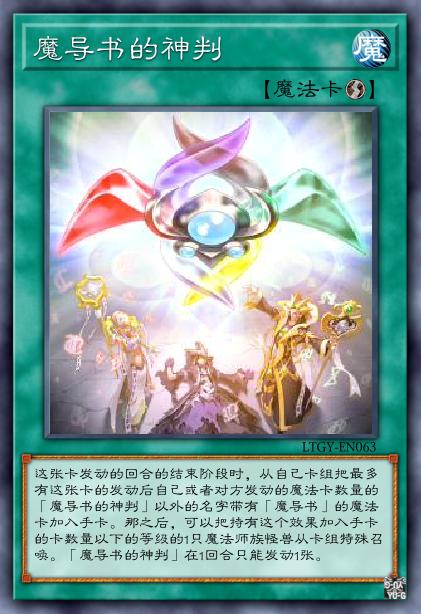 魔导书的神判
魔
【魔法卡】
LTGY-EN063
这张卡发动的回合的结束阶段时，从自己卡组把最多
有这张卡的发动后自己或者对方发动的魔法卡数量的
「魔导书的神判」以外的名字带有「魔导书」的魔法
卡加入手卡。那之后，可以把持有这个效果加入手卡
的卡数量以下的等级的1只魔法师族怪兽从卡组特殊召
唤。「魔导书的神判」在1回合只能发动1张。